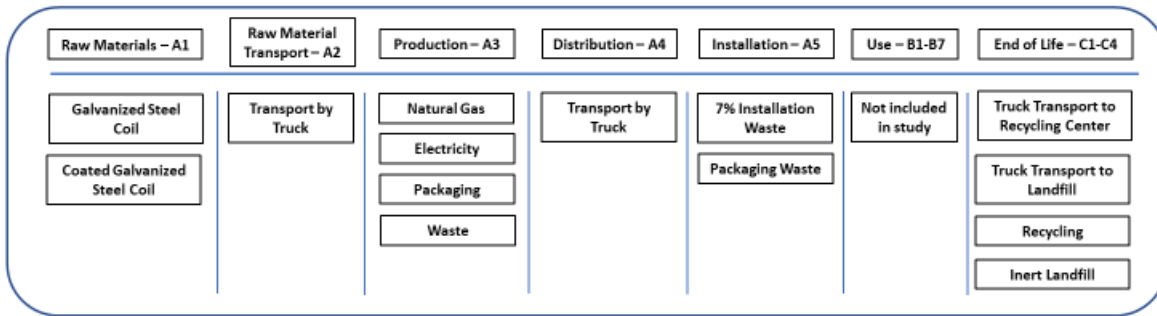 Raw Materials – A1
Raw Material
Transport – A2
Production – A3
Distribution – A4
Installation – A5
Use – B1-B7
End of Life – C1-C4
Galvanized Steel
Coil
Coated Galvanized
Steel Coil
Transport by
Truck
Natural Gas
Electricity
Packaging
Waste
Transport by
Truck
7% Installation
Waste
Packaging Waste
Not included
in study
Truck Transport to
Recycling Center
Truck Transport to
Landfill
Recycling
Inert Landfill